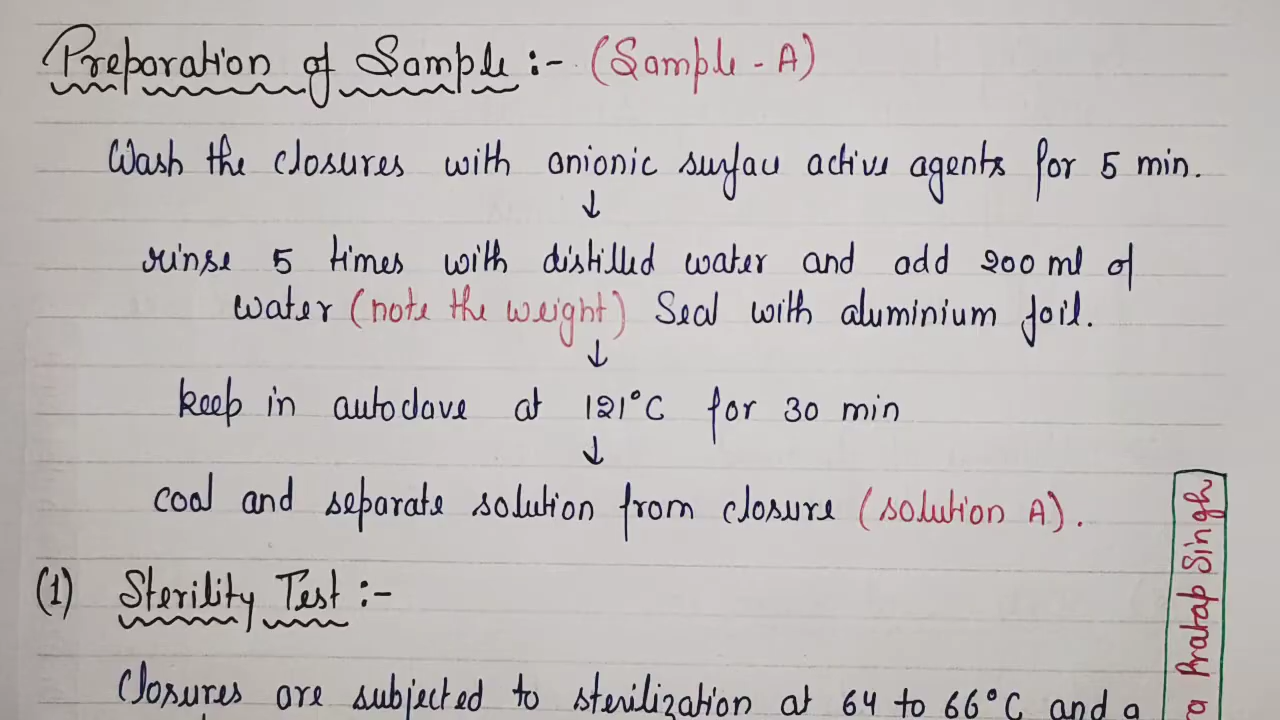 Preparation of Sample :- (Sample - A)
Wash the closures with anionic surface active agents for 5 min.
↓
rinse 5 times with distilled water and add 200 ml of
water (note the weight) Seal with aluminium foil.
↓
keep in autoclave at 121°C for 30 min
↓
cool and separate solution from closure (solution A).
(1) Sterility Test :-
Closures are subjected to sterilization at 64 to 66°C and a
Pratap Singh